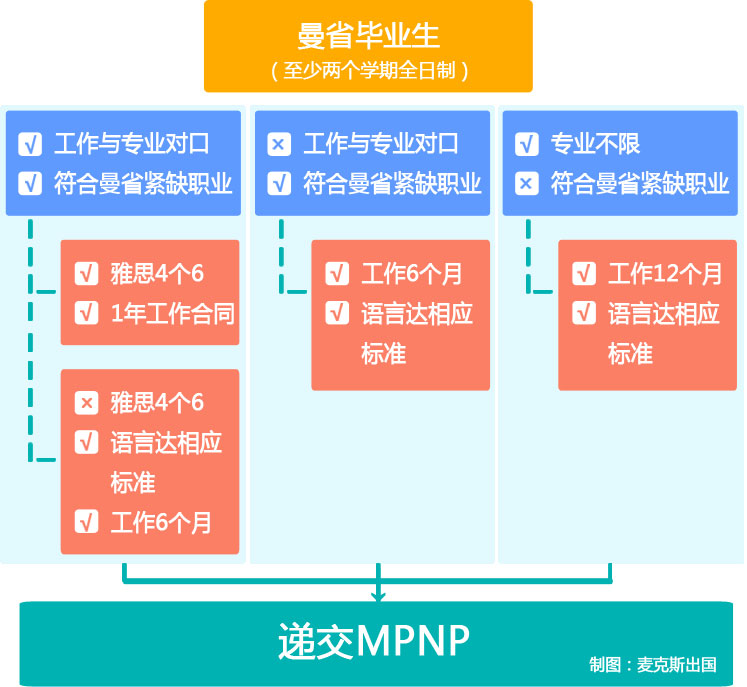 曼省毕业生
（至少两个学期全日制）
√ 工作与专业对口
√ 符合曼省紧缺职业
√ 雅思4个6
√ 1年工作合同
× 雅思4个6
√ 语言达相应
标准
√ 工作6个月
× 工作与专业对口
√ 符合曼省紧缺职业
√ 工作6个月
√ 语言达相应
标准
√ 专业不限
× 符合曼省紧缺职业
√ 工作12个月
√ 语言达相应
标准
递交MPNP
制图：麦克斯出国